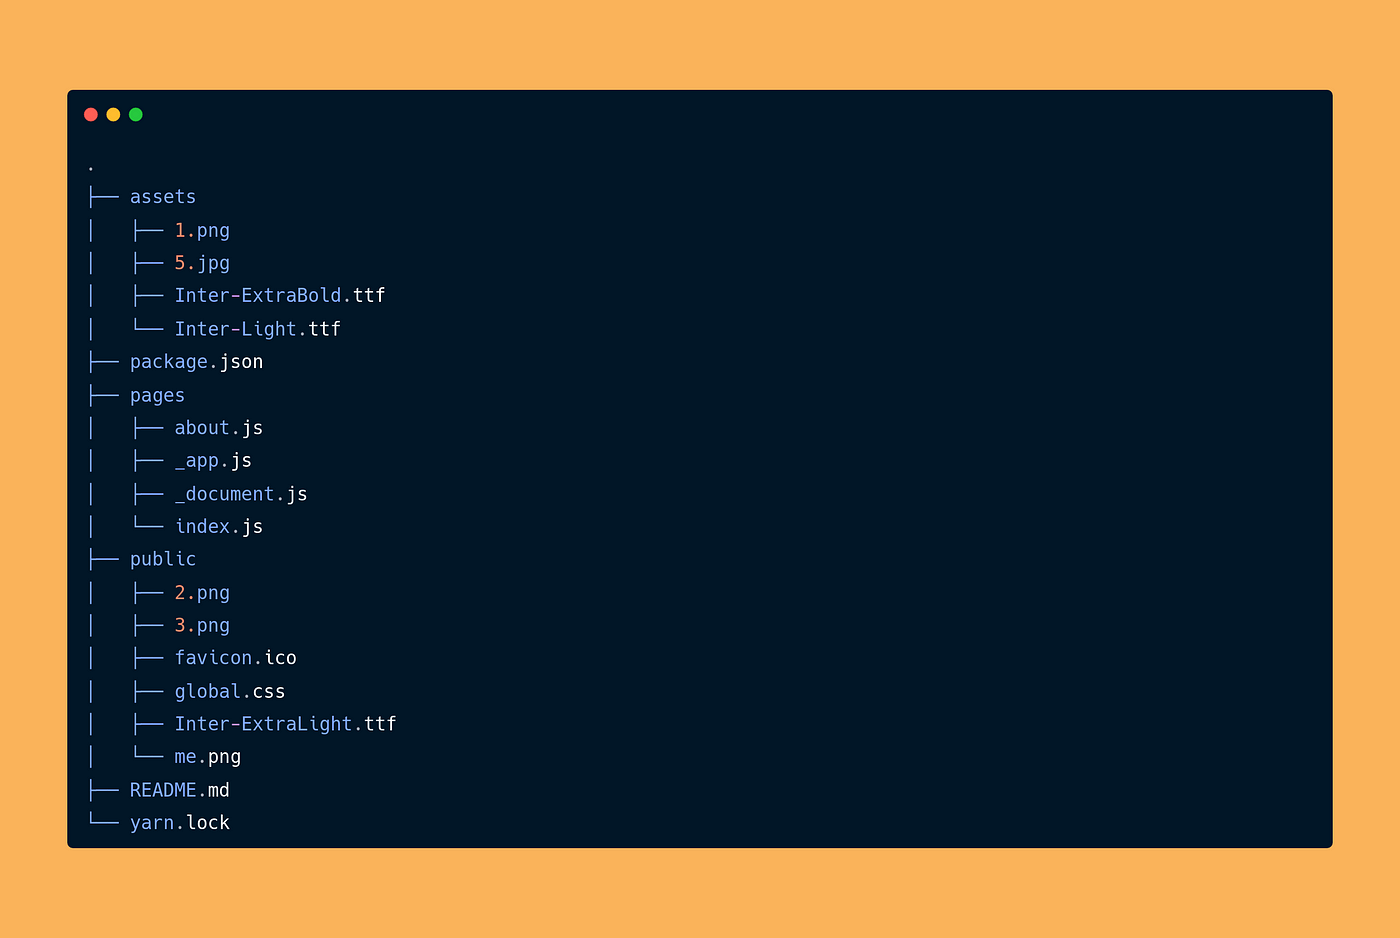 .
├── assets
│   ├── 1.png
│   ├── 5.jpg
│   ├── Inter-ExtraBold.ttf
│   └── Inter-Light.ttf
├── package.json
├── pages
│   ├── about.js
│   ├── _app.js
│   ├── _document.js
│   └── index.js
├── public
│   ├── 2.png
│   ├── 3.png
│   ├── favicon.ico
│   ├── global.css
│   ├── Inter-ExtraLight.ttf
│   └── me.png
├── README.md
└── yarn.lock